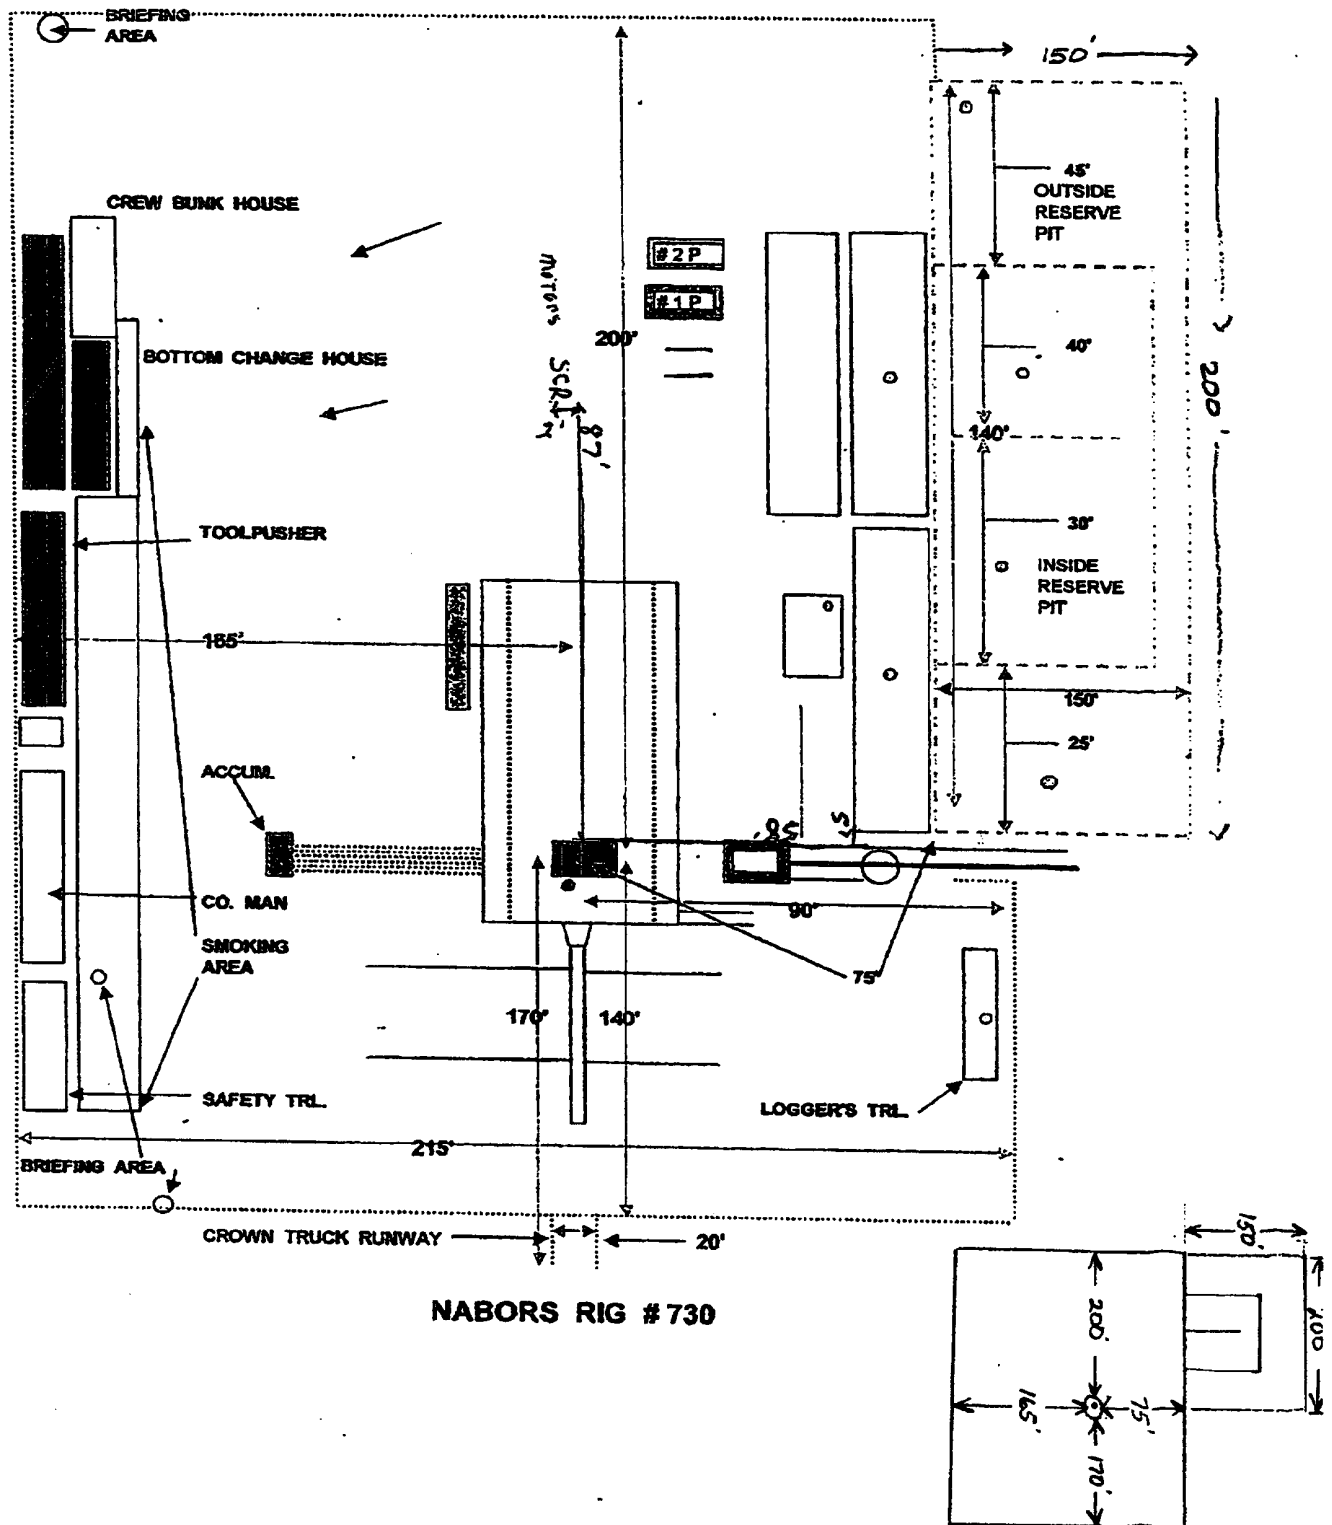 BRIEFING
AREA
150'
45'
OUTSIDE
RESERVE
PIT
CREW BUNK HOUSE
#2 P
#1 P
MOTORS
200'
40'
200'
BOTTOM CHANGE HOUSE
87'
140'
TOOLPUSHER
30'
INSIDE
RESERVE
PIT
165'
150'
25'
ACCUM.
58'
CO. MAN
90'
SMOKING
AREA
75'
170'
140'
SAFETY TRL.
LOGGER'S TRL.
215'
BRIEFING AREA
CROWN TRUCK RUNWAY
20'
NABORS RIG # 730
150'
200'
200
165'
75'
170'